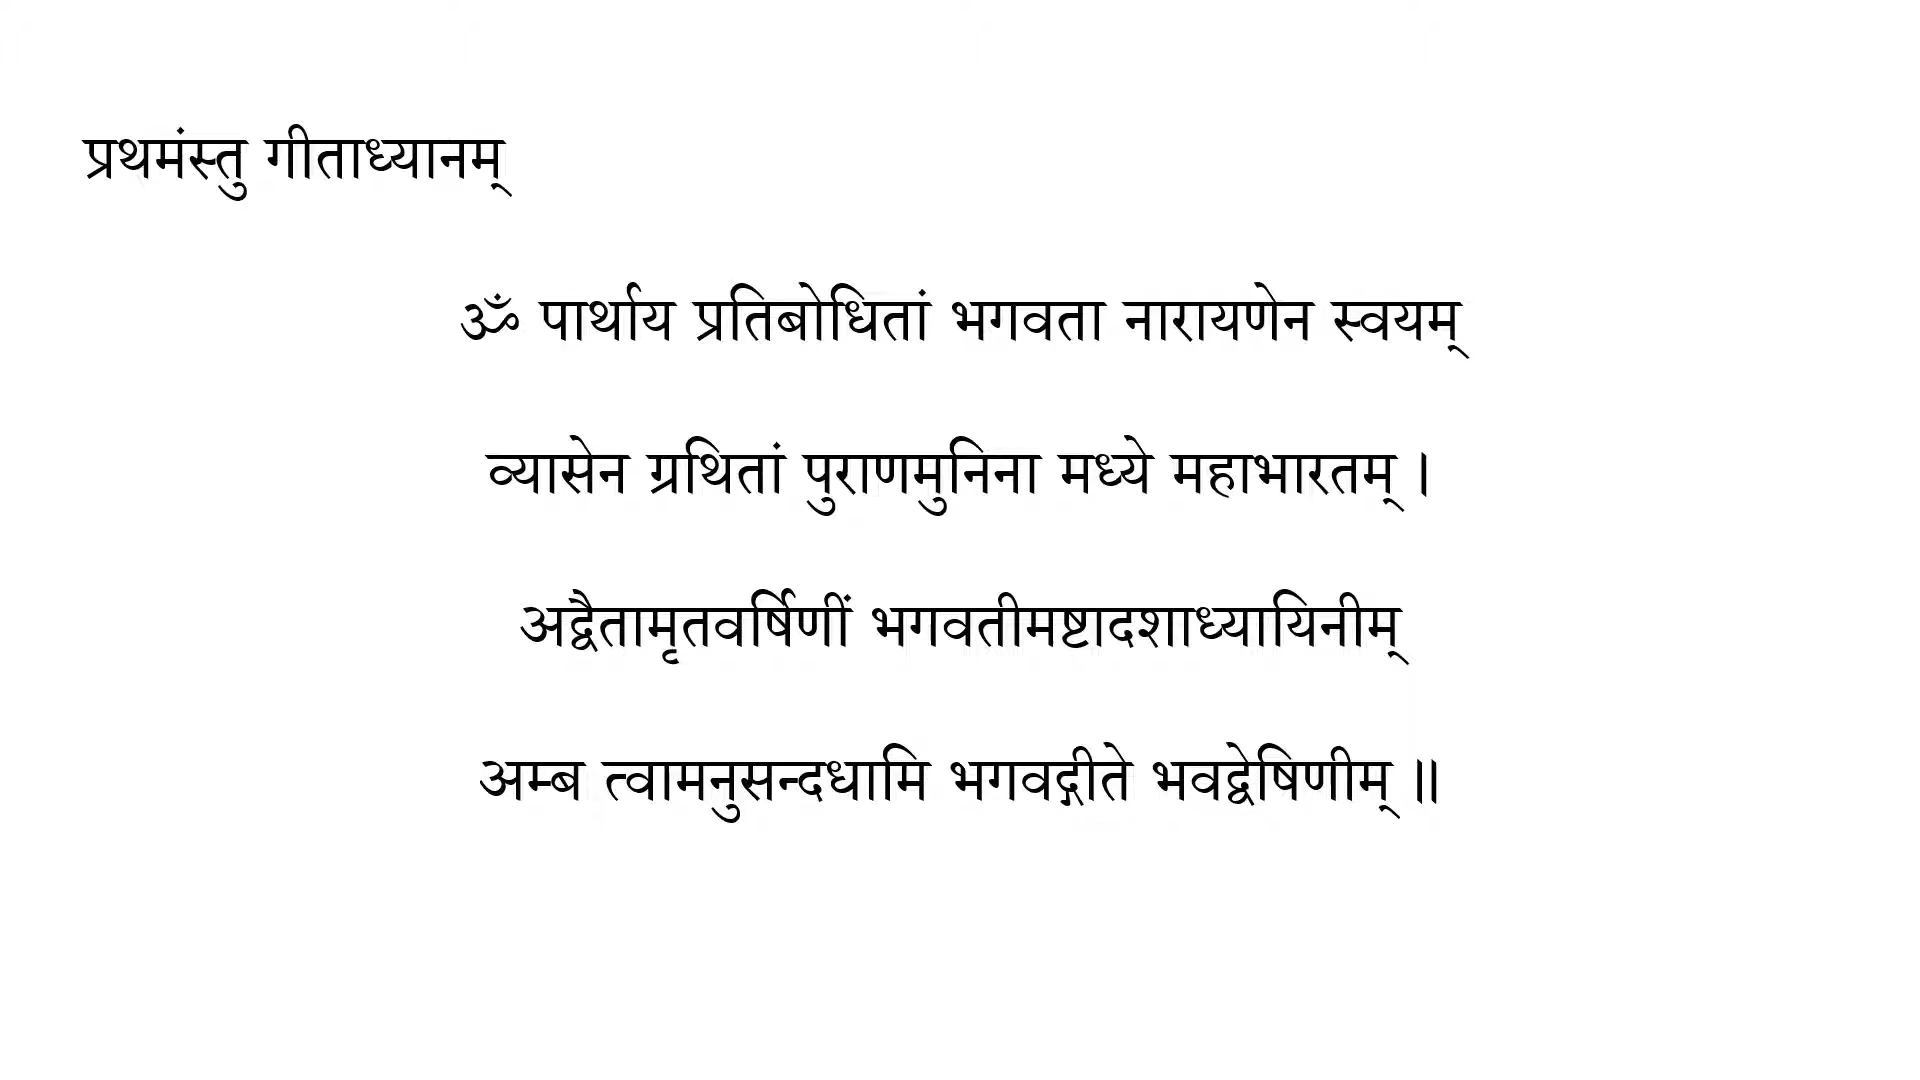 प्रथमंस्तु गीताध्यानम्
ॐ पार्थाय प्रतिबोधितां भगवता नारायणेन स्वयम्
व्यासेन ग्रथितां पुराणमुनिना मध्ये महाभारतम् ।
अद्वैतामृतवर्षिणीं भगवतीमष्टादशाध्यायिनीम्
अम्ब त्वामनुसन्दधामि भगवद्गीते भवद्वेषिणीम् ॥